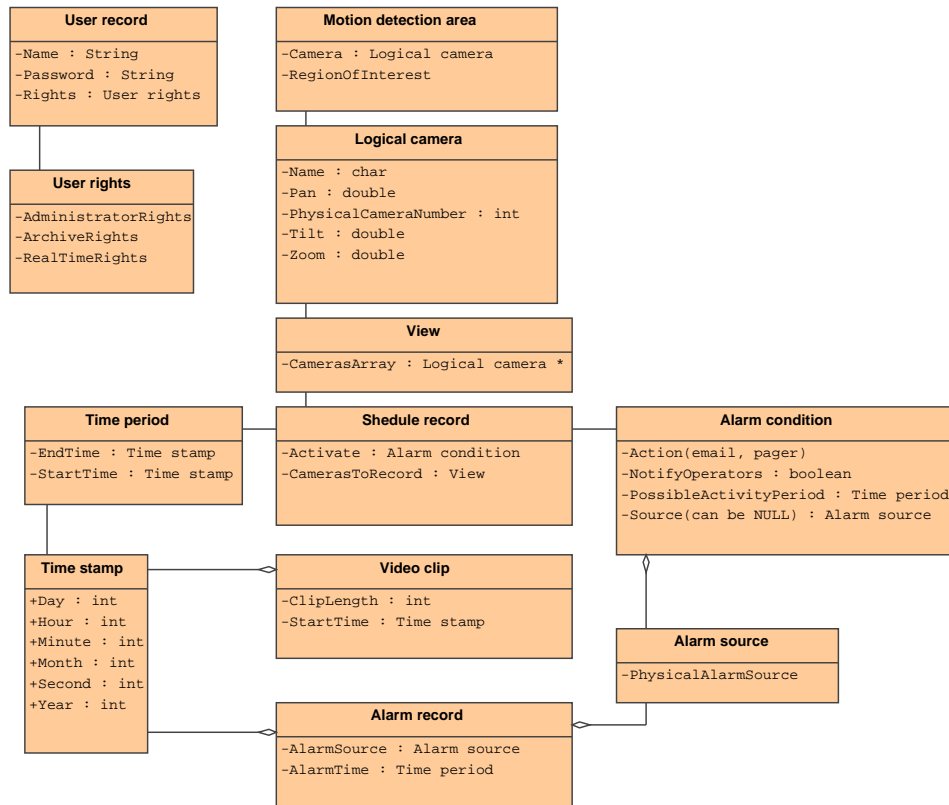 User record
-Name : String
-Password : String
-Rights : User rights
Motion detection area
-Camera : Logical camera
-RegionOfInterest
User rights
-AdministratorRights
-ArchiveRights
-RealTimeRights
Logical camera
-Name : char
-Pan : double
-PhysicalCameraNumber : int
-Tilt : double
-Zoom : double
View
-CamerasArray : Logical camera *
Time period
-EndTime : Time stamp
-StartTime : Time stamp
Shedule record
-Activate : Alarm condition
-CamerasToRecord : View
Alarm condition
-Action(email, pager)
-NotifyOperators : boolean
-PossibleActivityPeriod : Time period
-Source(can be NULL) : Alarm source
Time stamp
+Day : int
+Hour : int
+Minute : int
+Month : int
+Second : int
+Year : int
Video clip
-ClipLength : int
-StartTime : Time stamp
Alarm source
-PhysicalAlarmSource
Alarm record
-AlarmSource : Alarm source
-AlarmTime : Time period